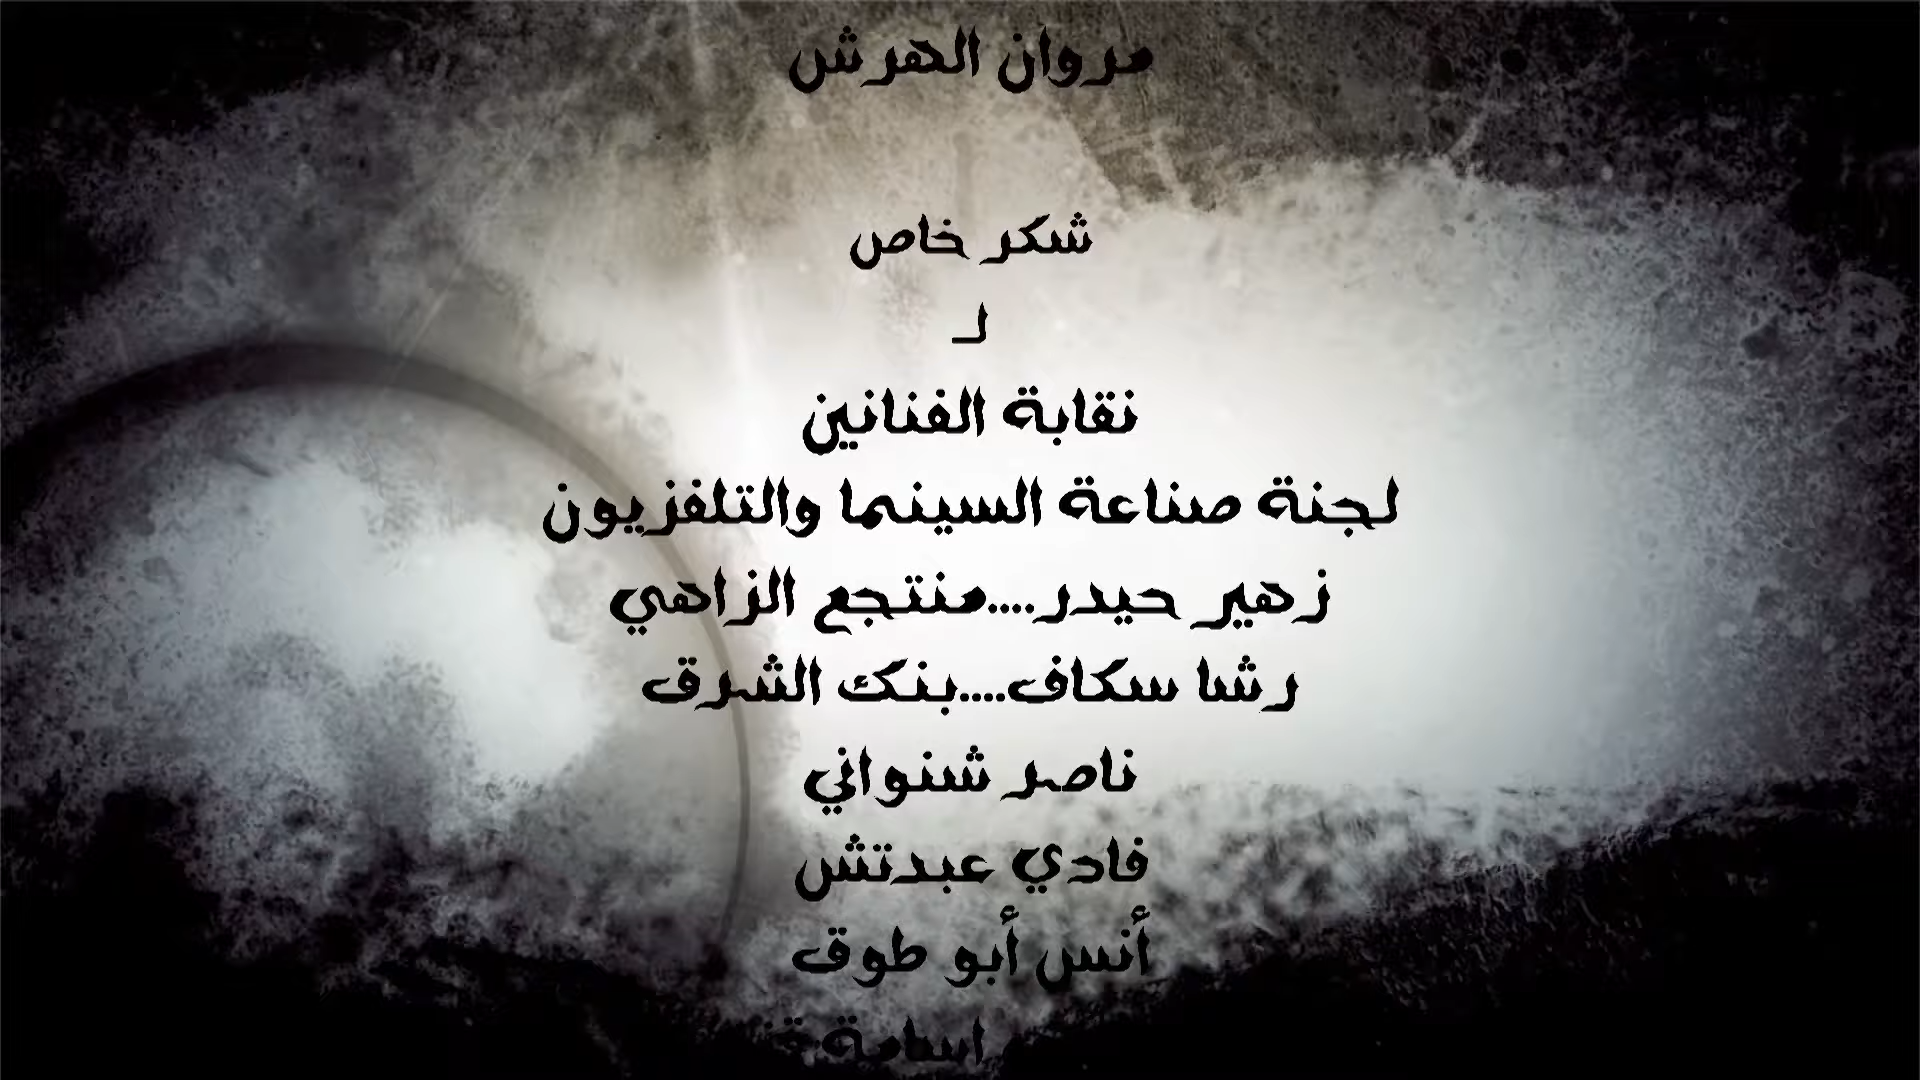 مروان الهرش
شكر خاص
لـ
نقابة الفنانين
لجنة صناعة السينما والتلفزيون
زهير حيدر....منتجع الزاهي
رشا سكاف....بنك الشرق
ناصر شنواني
فادي عبدتش
أنس أبو طوق
اسامة